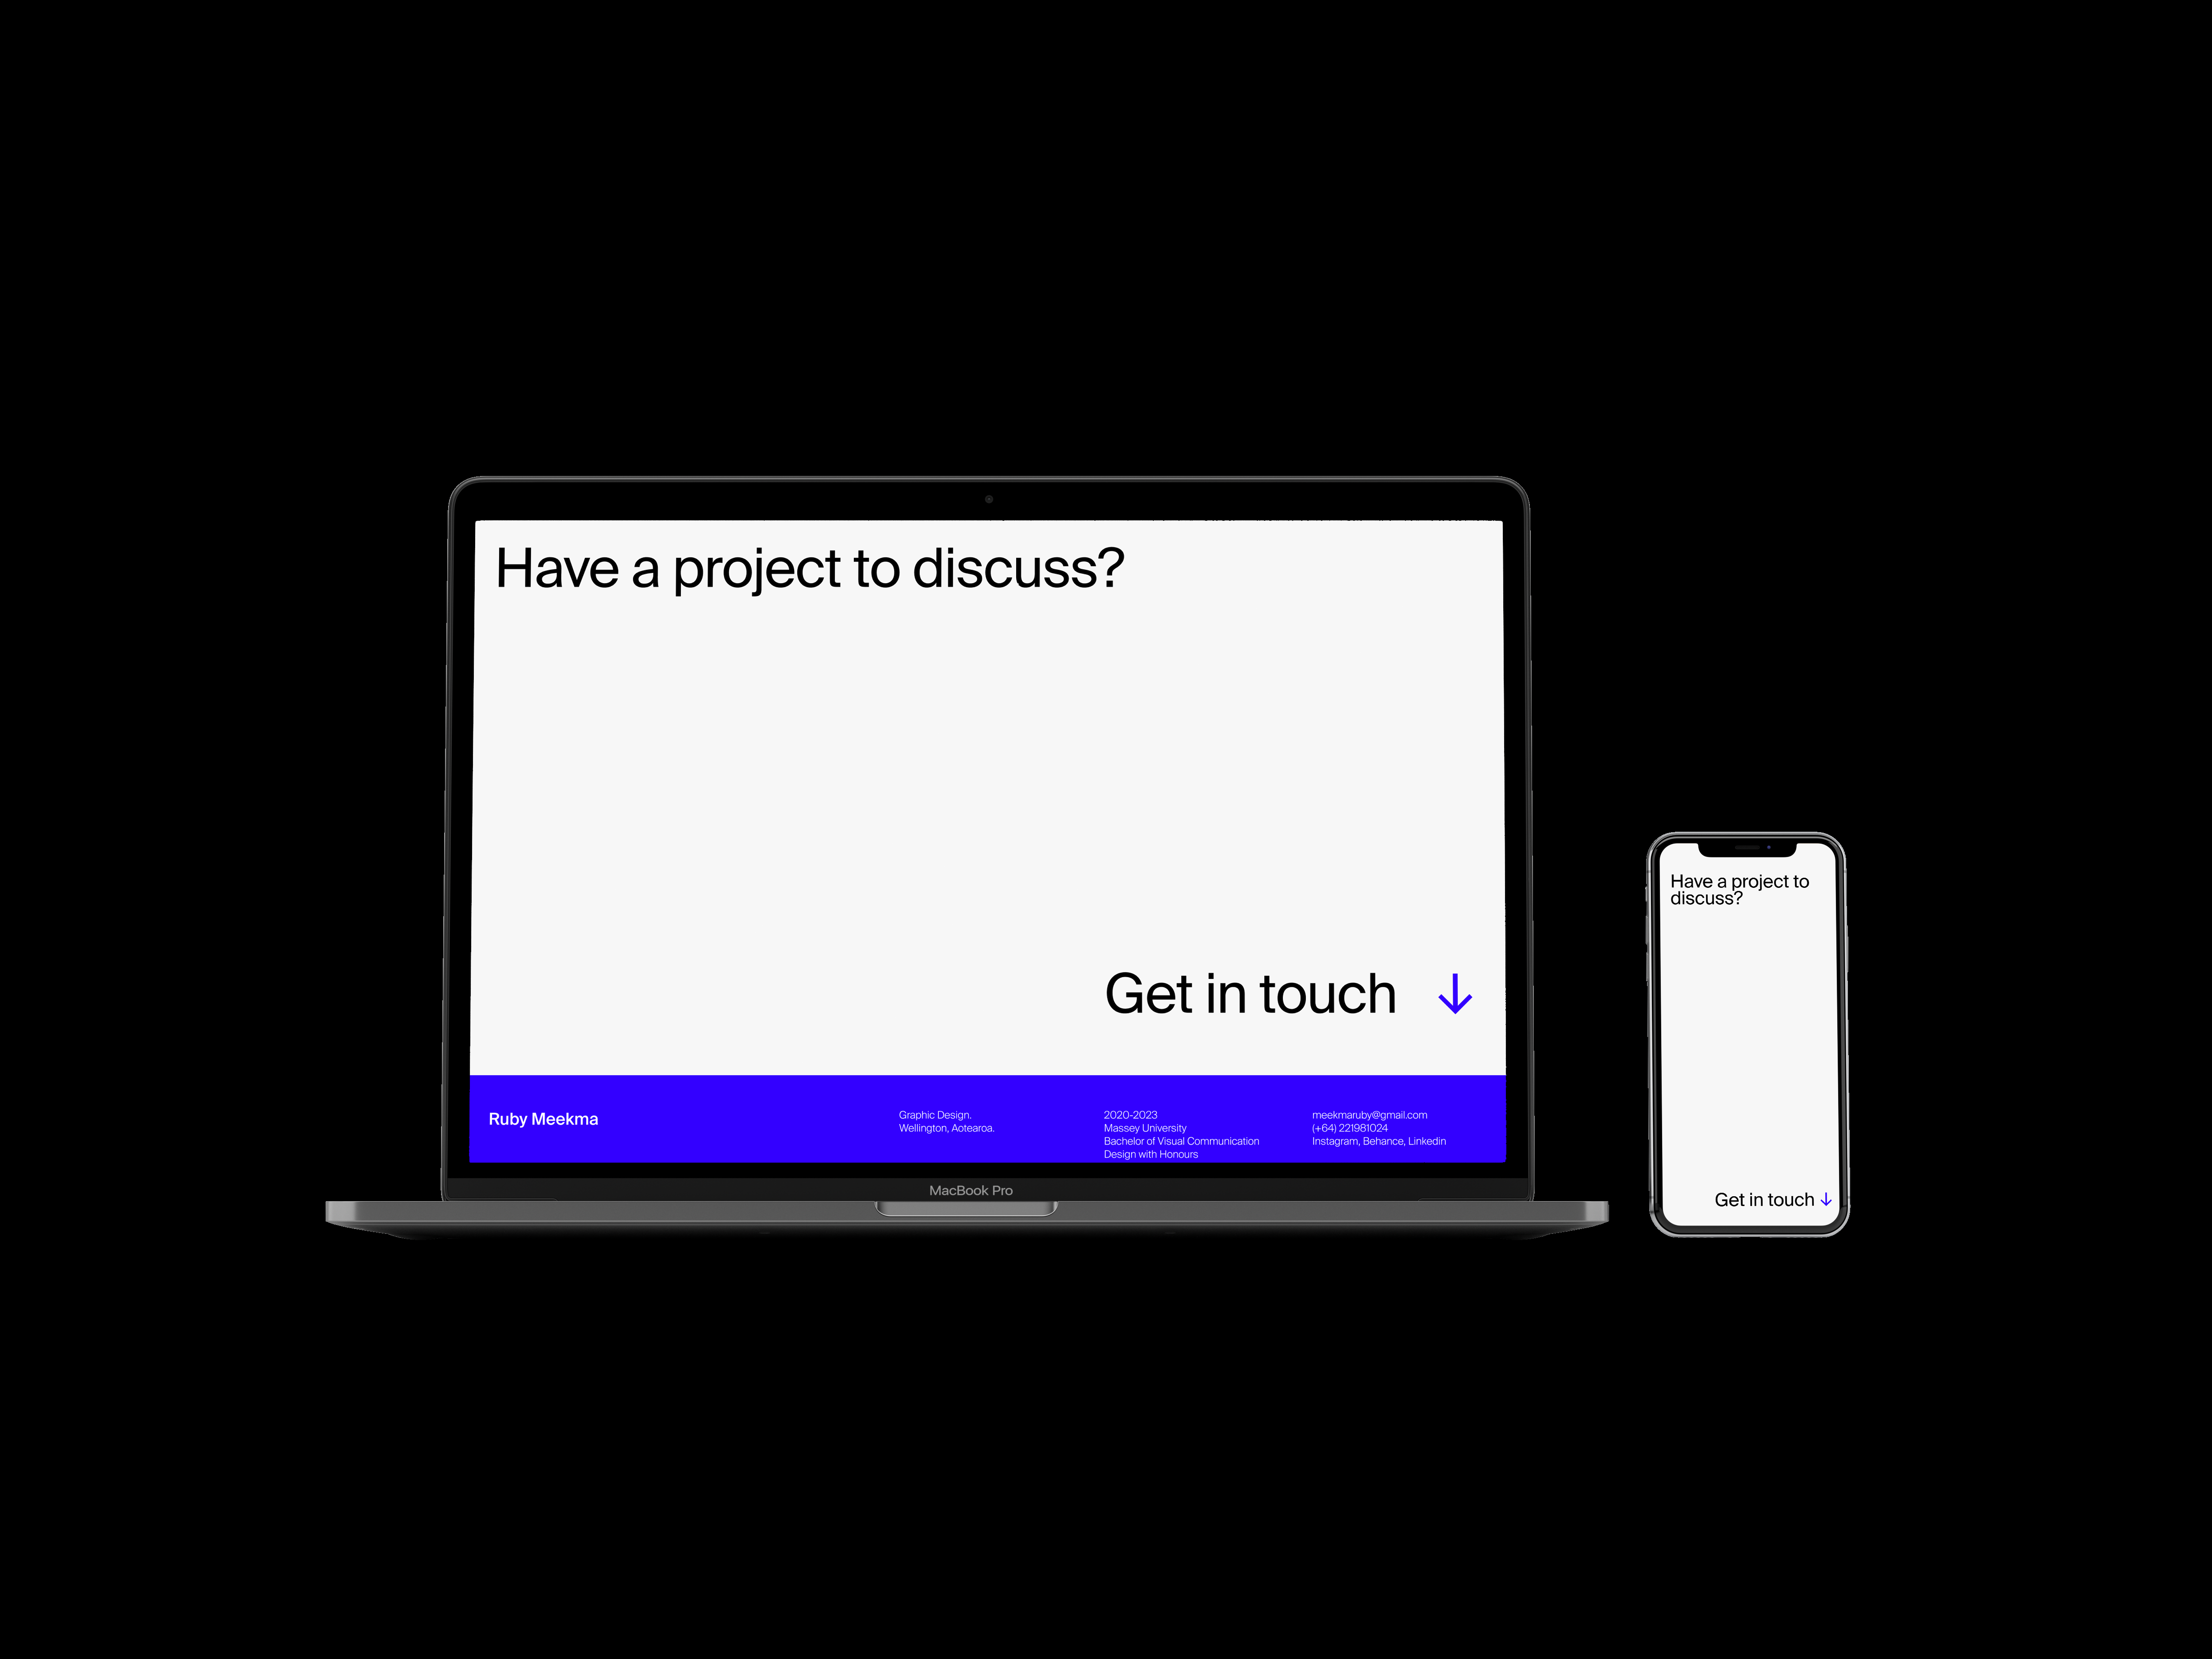 Have a project to discuss?
Get in touch ↓
Ruby Meekma
Graphic Design.
Wellington, Aotearoa.
2020-2023
Massey University
Bachelor of Visual Communication
Design with Honours
meekmaruby@gmail.com
(+64) 221981024
Instagram, Behance, Linkedin
MacBook Pro
Have a project to
discuss?
Get in touch ↓